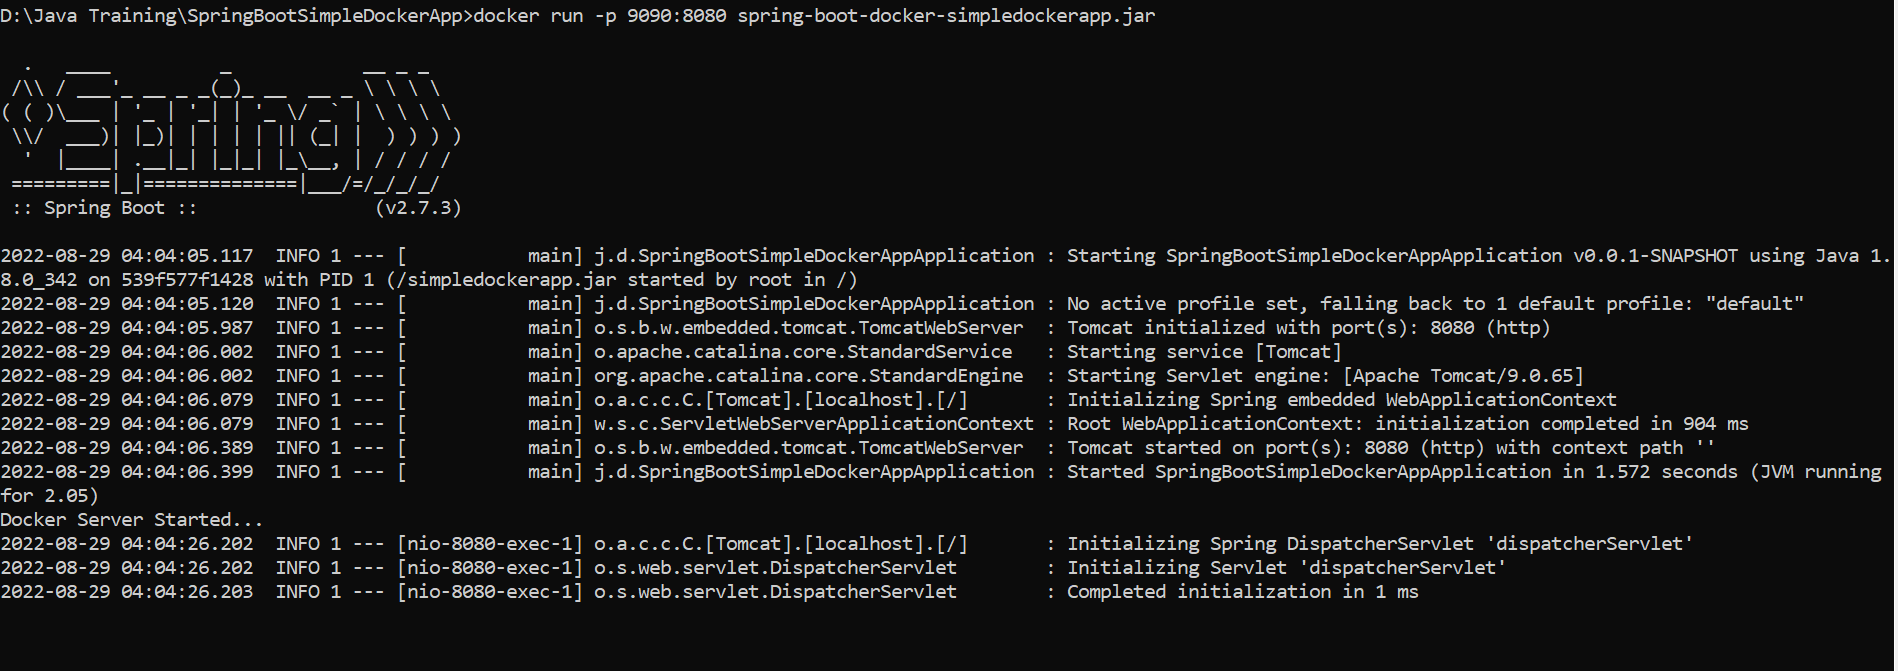 D:\Java Training\SpringBootSimpleDockerApp>docker run -p 9090:8080 spring-boot-docker-simpledockerapp.jar
  .   ____          _            __ _ _
 /\\ / ___'_ __ _ _(_)_ __  __ _ \ \ \ \
( ( )\___ | '_ | '_| | '_ \/ _` | \ \ \ \
 \\/  ___)| |_)| | | | | || (_| |  ) ) ) )
  '  |____| .__|_| |_|_| |_\__, | / / / /
 =========|_|==============|___/=/_/_/_/
 :: Spring Boot ::                (v2.7.3)
2022-08-29 04:04:05.117  INFO 1 --- [           main] j.d.SpringBootSimpleDockerAppApplication : Starting SpringBootSimpleDockerAppApplication v0.0.1-SNAPSHOT using Java 1.
8.0_342 on 539f577f1428 with PID 1 (/simpledockerapp.jar started by root in /)
2022-08-29 04:04:05.120  INFO 1 --- [           main] j.d.SpringBootSimpleDockerAppApplication : No active profile set, falling back to 1 default profile: "default"
2022-08-29 04:04:05.987  INFO 1 --- [           main] o.s.b.w.embedded.tomcat.TomcatWebServer  : Tomcat initialized with port(s): 8080 (http)
2022-08-29 04:04:06.002  INFO 1 --- [           main] o.apache.catalina.core.StandardService   : Starting service [Tomcat]
2022-08-29 04:04:06.002  INFO 1 --- [           main] org.apache.catalina.core.StandardEngine  : Starting Servlet engine: [Apache Tomcat/9.0.65]
2022-08-29 04:04:06.079  INFO 1 --- [           main] o.a.c.c.C.[Tomcat].[localhost].[/]       : Initializing Spring embedded WebApplicationContext
2022-08-29 04:04:06.079  INFO 1 --- [           main] w.s.c.ServletWebServerApplicationContext : Root WebApplicationContext: initialization completed in 904 ms
2022-08-29 04:04:06.389  INFO 1 --- [           main] o.s.b.w.embedded.tomcat.TomcatWebServer  : Tomcat started on port(s): 8080 (http) with context path ''
2022-08-29 04:04:06.399  INFO 1 --- [           main] j.d.SpringBootSimpleDockerAppApplication : Started SpringBootSimpleDockerAppApplication in 1.572 seconds (JVM running
for 2.05)
Docker Server Started...
2022-08-29 04:04:26.202  INFO 1 --- [nio-8080-exec-1] o.a.c.c.C.[Tomcat].[localhost].[/]       : Initializing Spring DispatcherServlet 'dispatcherServlet'
2022-08-29 04:04:26.202  INFO 1 --- [nio-8080-exec-1] o.s.web.servlet.DispatcherServlet        : Initializing Servlet 'dispatcherServlet'
2022-08-29 04:04:26.203  INFO 1 --- [nio-8080-exec-1] o.s.web.servlet.DispatcherServlet        : Completed initialization in 1 ms